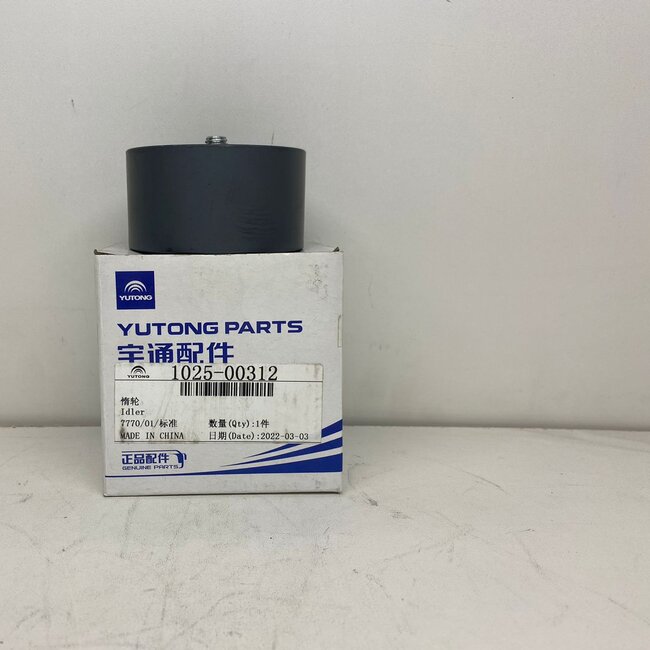 YUTONG
YUTONG PARTS
宇通配件
YUTONG
1025-00312
惰轮
Idler
7770/01/标准 数量(Qty):1件
MADE IN CHINA 日期(Date):2022-03-03
正品配件
GENUINE PARTS